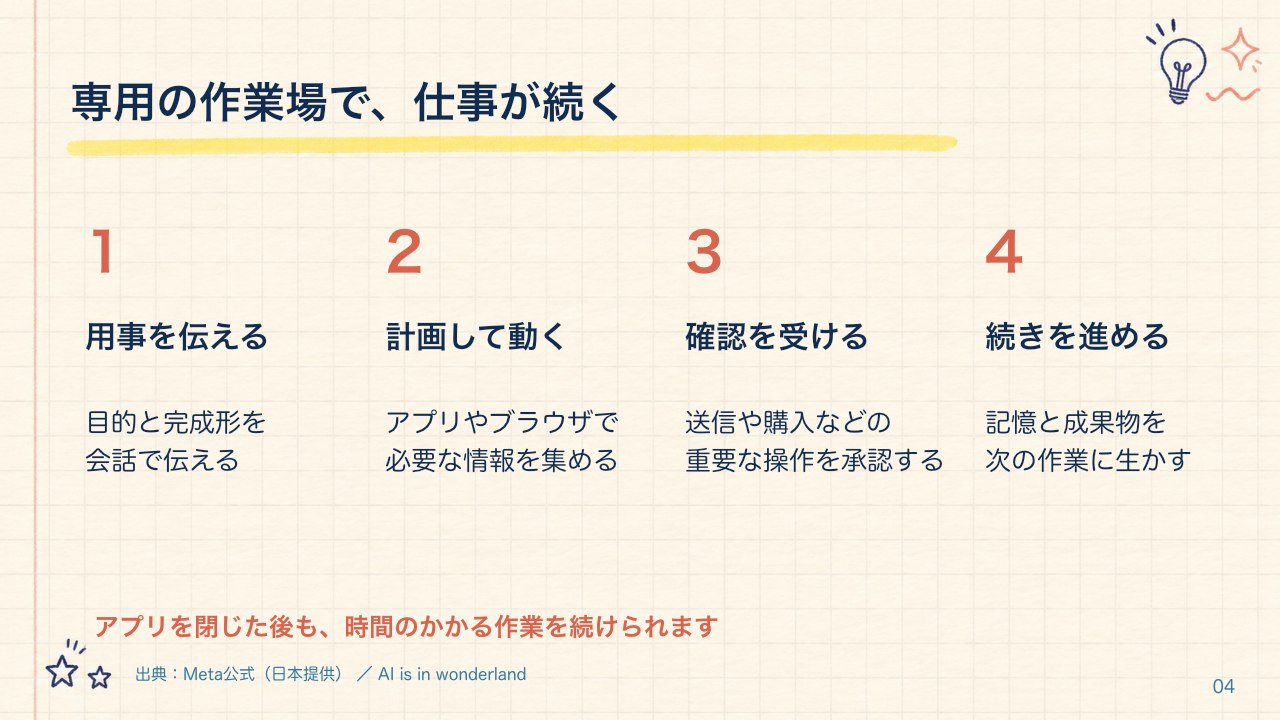 専用の作業場で、仕事が続く
1
用事を伝える
目的と完成形を
会話で伝える
2
計画して動く
アプリやブラウザで
必要な情報を集める
3
確認を受ける
送信や購入などの
重要な操作を承認する
4
続きを進める
記憶と成果物を
次の作業に生かす
アプリを閉じた後も、時間のかかる作業を続けられます
出典：Meta公式（日本提供） ／ AI is in wonderland
04